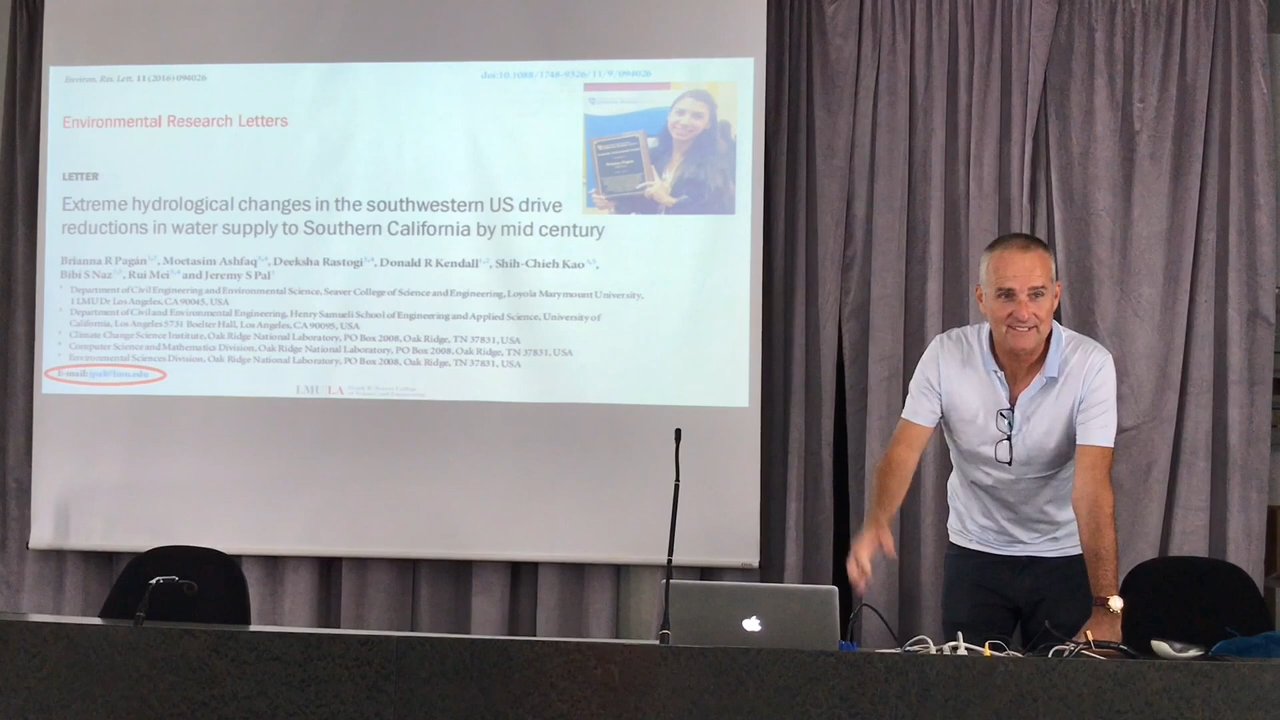 Environ. Res. Lett. 11 (2016) 094026
doi:10.1088/1748-9326/11/9/094026
Environmental Research Letters
LETTER
Extreme hydrological changes in the southwestern US drive
reductions in water supply to Southern California by mid century
Brianna R Pagán, Moetasim Ashfaq, Deeksha Rastogi, Donald R Kendall, Shih-Chieh Kao,
Bibi S Naz, Rui Mei and Jeremy S Pal
Department of Civil Engineering and Environmental Science, Seaver College of Science and Engineering, Loyola Marymount University,
1 LMU Dr Los Angeles, CA 90045, USA
Department of Civil and Environmental Engineering, Henry Samueli School of Engineering and Applied Science, University of
California, Los Angeles 5731 Boelter Hall, Los Angeles, CA 90095, USA
Climate Change Science Institute, Oak Ridge National Laboratory, PO Box 2008, Oak Ridge, TN 37831, USA
Computer Science and Mathematics Division, Oak Ridge National Laboratory, PO Box 2008, Oak Ridge, TN 37831, USA
Environmental Sciences Division, Oak Ridge National Laboratory, PO Box 2008, Oak Ridge, TN 37831, USA
E-mail: jpal@lmu.edu
LMU LA